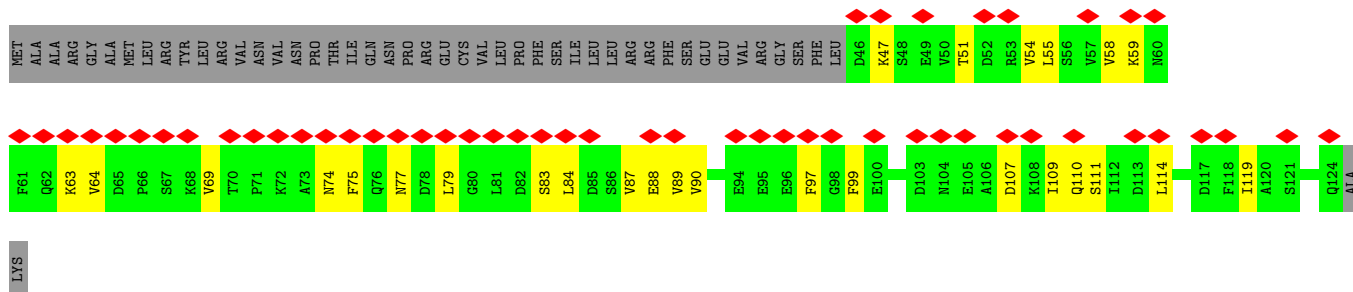 MET ALA ALA ARG GLY ALA MET LEU ARG TYR LEU ARG VAL ASN VAL ASN PRO THR ILE GLN ASN PRO ARG GLU CYS VAL LEU PRO PHE SER ILE LEU LEU ARG ARG PHE SER GLU GLU VAL ARG GLY SER PHE LEU D46 K47 S48 E49 V50 T51 D52 R53 V54 L55 S56 V57 V58 K59 N60
F61 Q62 K63 V64 D65 P66 S67 K68 V69 T70 P71 K72 A73 N74 F75 Q76 N77 D78 L79 G80 L81 D82 S83 L84 D85 S86 V87 E88 V89 V90 E94 E95 E96 F97 G98 F99 E100 D103 N104 E105 A106 D107 K108 I109 Q110 S111 I112 D113 L114 D117 F118 I119 A120 S121 Q124 ALA
LYS